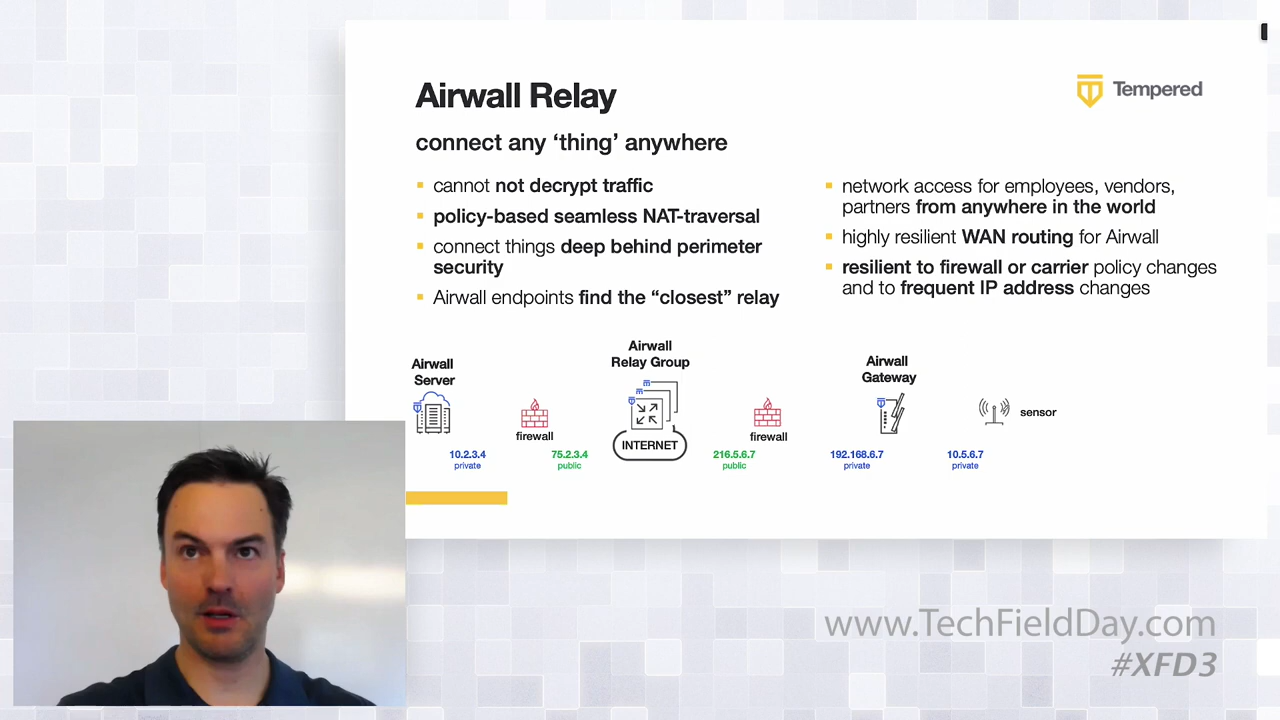 Airwall Relay
Tempered
connect any ‘thing’ anywhere
cannot not decrypt traffic
policy-based seamless NAT-traversal
connect things deep behind perimeter
security
Airwall endpoints find the “closest” relay
network access for employees, vendors,
partners from anywhere in the world
highly resilient WAN routing for Airwall
resilient to firewall or carrier policy changes
and to frequent IP address changes
Airwall
Server
firewall
Airwall
Relay Group
INTERNET
firewall
Airwall
Gateway
sensor
10.2.3.4
private
75.2.3.4
public
216.5.6.7
public
192.168.6.7
private
10.5.6.7
private
www.TechFieldDay.com
#XFD3